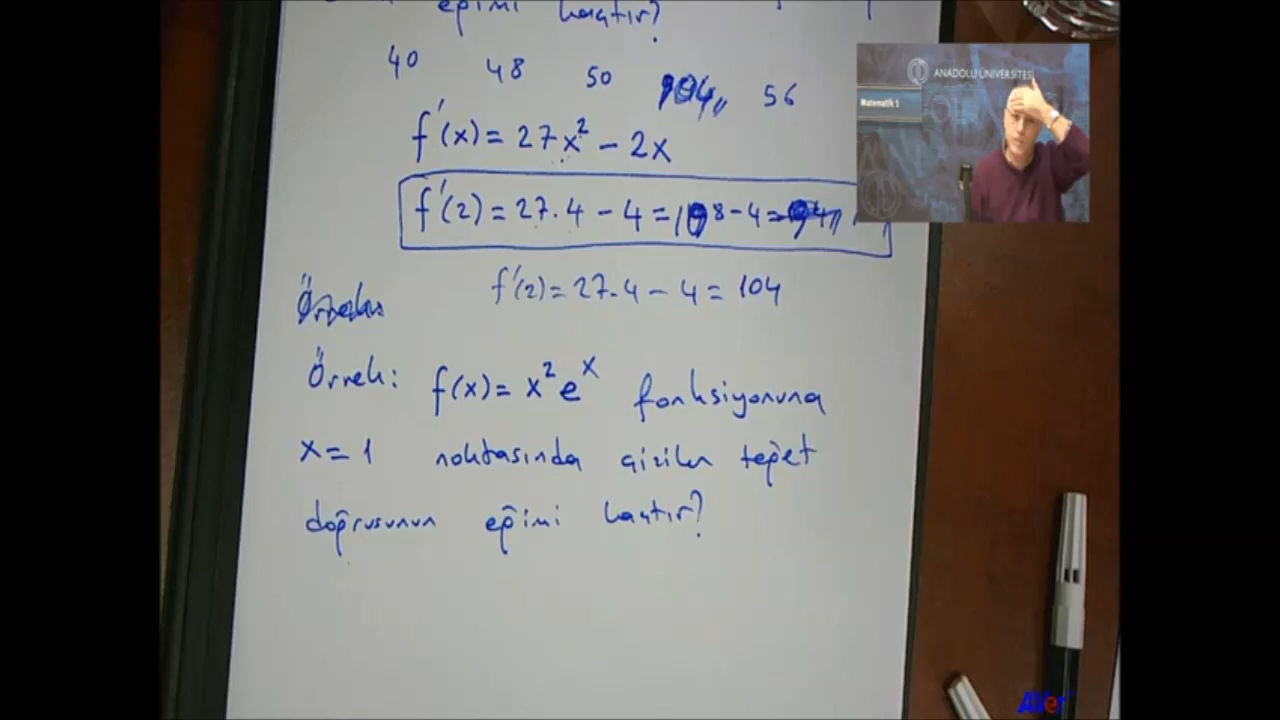 eğimi kaçtır?
40 48 50 104,, 56
f'(x) = 27x² - 2x
f'(2) = 27.4 - 4 = 108 - 4 =
f'(2) = 27.4 - 4 = 104
Örnek: f(x) = x²eˣ fonksiyonuna
x = 1 noktasında çizilen teğet
doğrusunun eğimi kaçtır?
ANADOLU ÜNİVERSİTESİ
Matematik 1
AVer